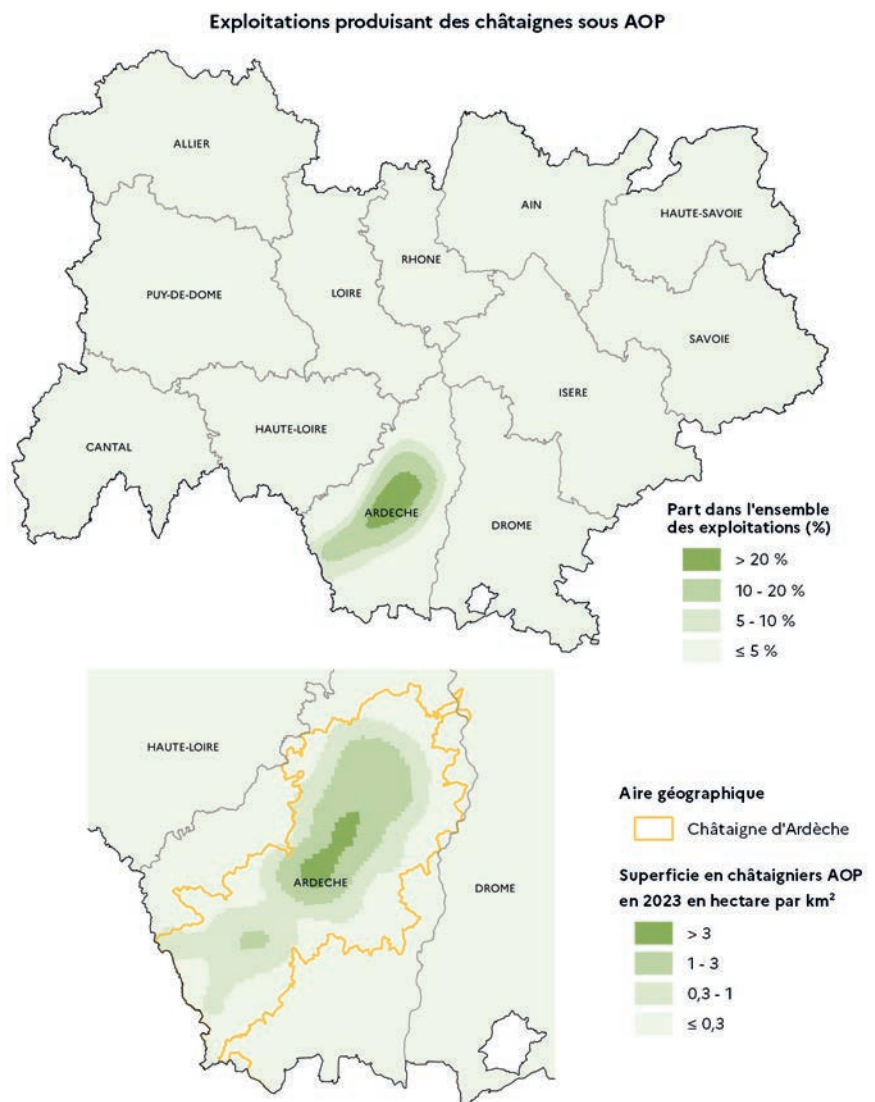 Exploitations produisant des châtaignes sous AOP
ALLIER
AIN
HAUTE-SAVOIE
RHONE
PUY-DE-DOME
LOIRE
SAVOIE
ISERE
HAUTE-LOIRE
CANTAL
ARDECHE
DROME
Part dans l'ensemble
des exploitations (%)
> 20 %
10 - 20 %
5 - 10 %
≤ 5 %
HAUTE-LOIRE
ARDECHE
DROME
Aire géographique
Châtaigne d'Ardèche
Superficie en châtaigniers AOP
en 2023 en hectare par km²
> 3
1 - 3
0,3 - 1
≤ 0,3